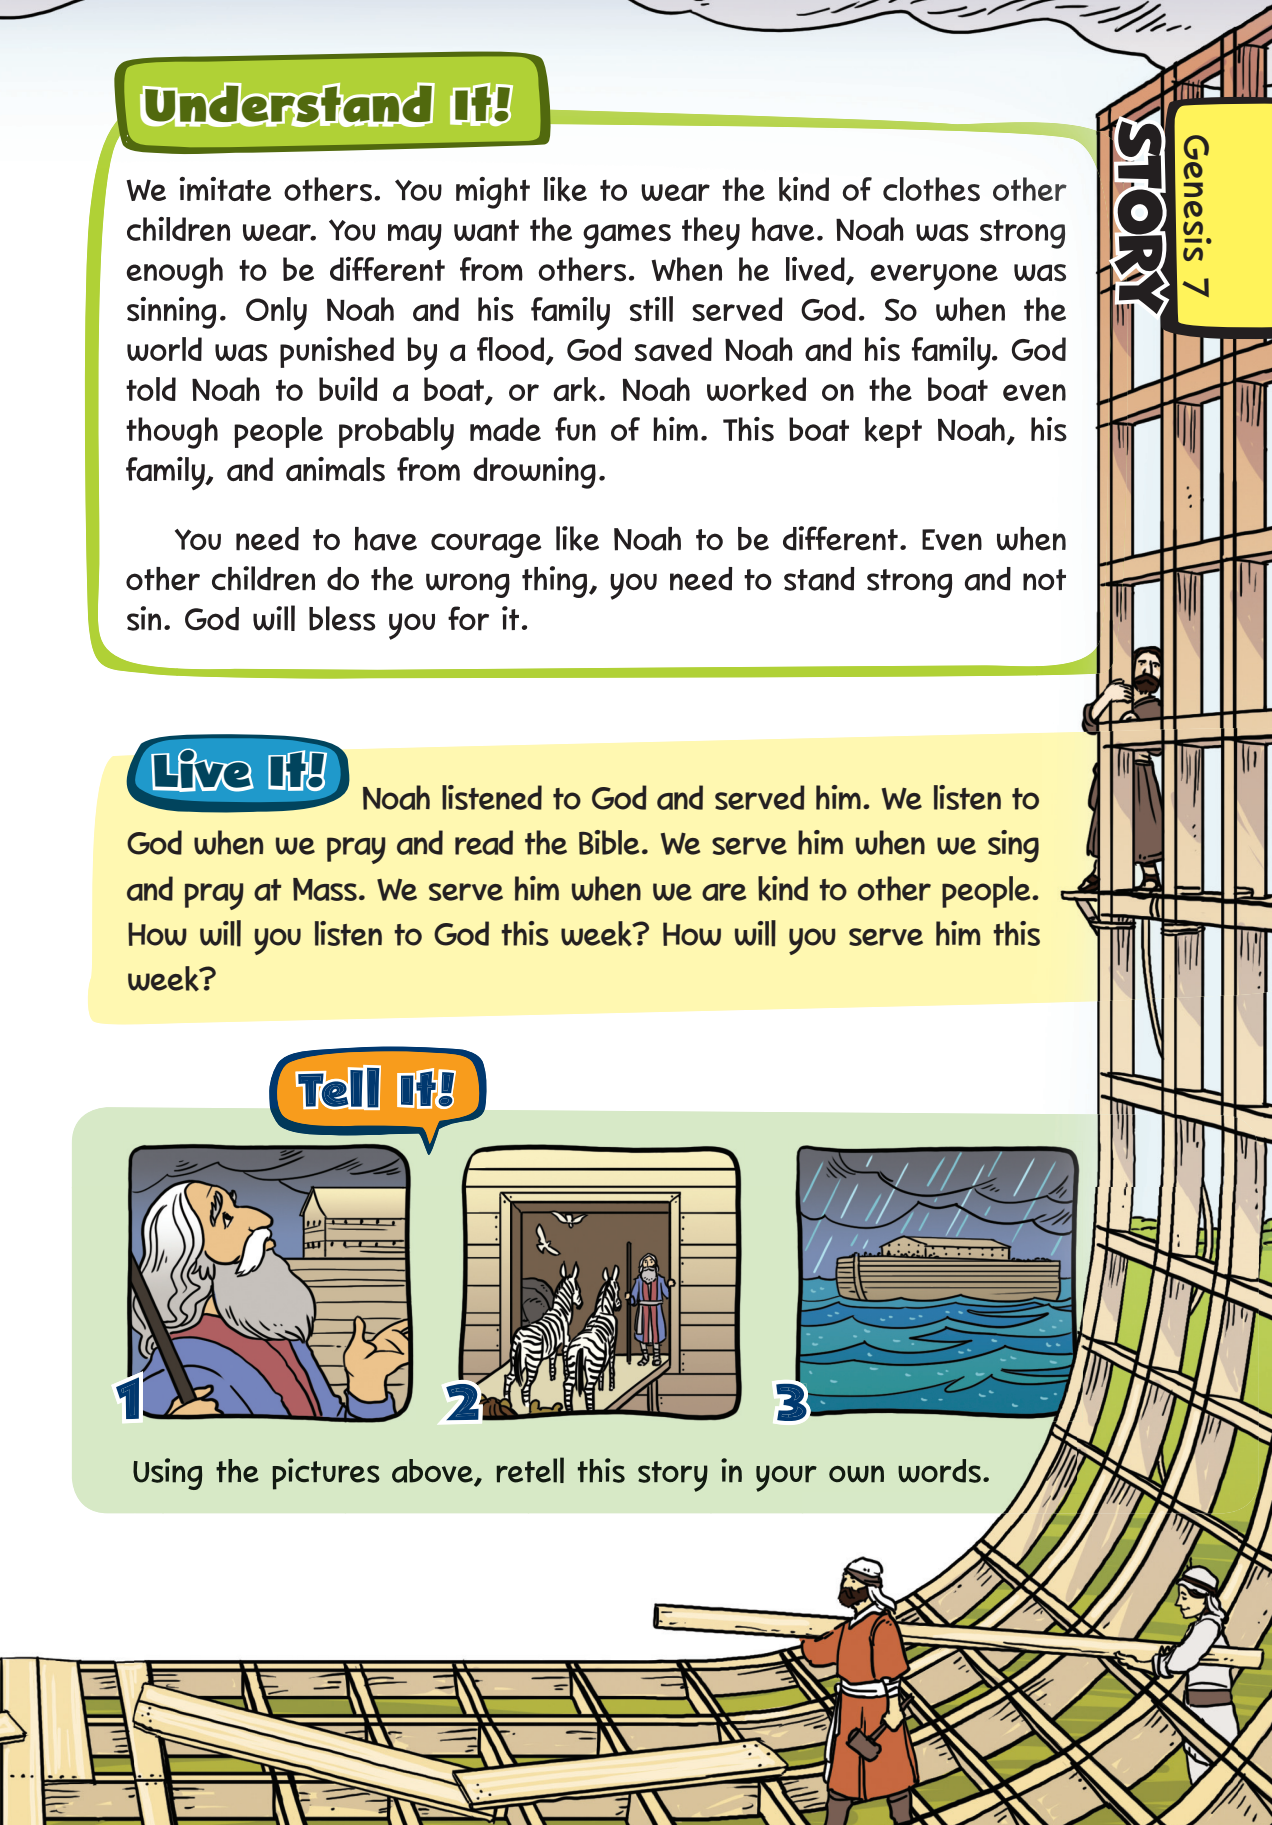 Understand It!
We imitate others. You might like to wear the kind of clothes other
children wear. You may want the games they have. Noah was strong
enough to be different from others. When he lived, everyone was
sinning. Only Noah and his family still served God. So when the
world was punished by a flood, God saved Noah and his family. God
told Noah to build a boat, or ark. Noah worked on the boat even
though people probably made fun of him. This boat kept Noah, his
family, and animals from drowning.
You need to have courage like Noah to be different. Even when
other children do the wrong thing, you need to stand strong and not
sin. God will bless you for it.
STORY
Genesis 7
Live It!
Noah listened to God and served him. We listen to
God when we pray and read the Bible. We serve him when we sing
and pray at Mass. We serve him when we are kind to other people.
How will you listen to God this week? How will you serve him this
week?
Tell It!
1
2
3
Using the pictures above, retell this story in your own words.